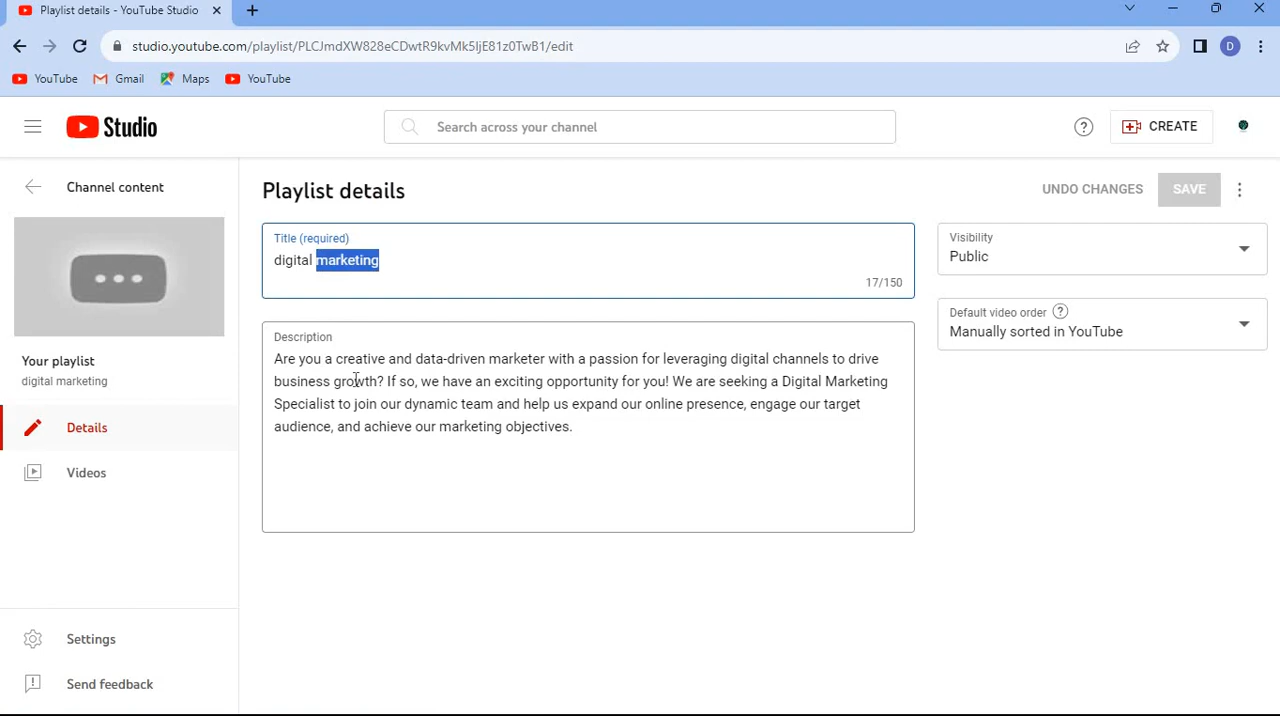 Playlist details - YouTube Studio
studio.youtube.com/playlist/PLCJmdXW828eCDwtR9kvMk5ljE81z0TwB1/edit
D
YouTube Gmail Maps YouTube
Studio
Search across your channel
CREATE
Channel content
Playlist details
UNDO CHANGES
SAVE
Title (required)
digital marketing
17/150
Visibility
Public
Default video order
Manually sorted in YouTube
Description
Are you a creative and data-driven marketer with a passion for leveraging digital channels to drive
business growth? If so, we have an exciting opportunity for you! We are seeking a Digital Marketing
Specialist to join our dynamic team and help us expand our online presence, engage our target
audience, and achieve our marketing objectives.
Your playlist
digital marketing
Details
Videos
Settings
Send feedback